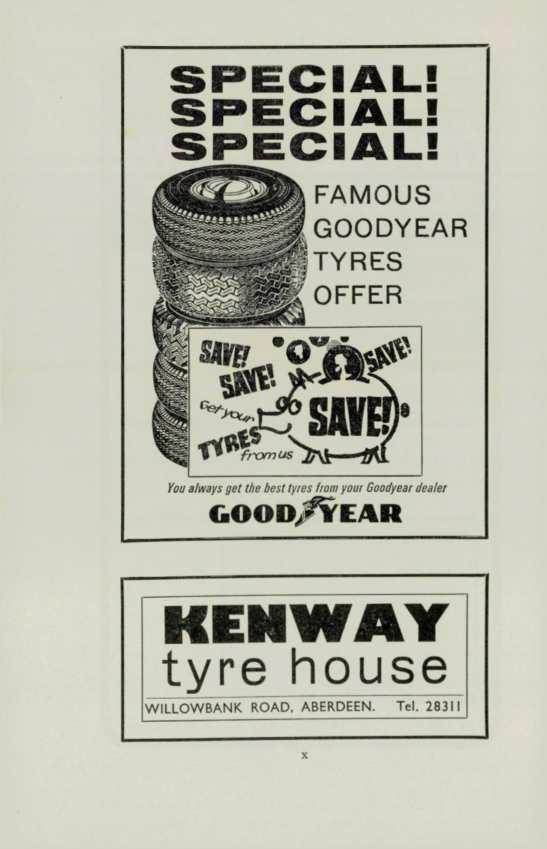 SPECIAL!
SPECIAL!
SPECIAL!
FAMOUS
GOODYEAR
TYRES
OFFER
SAVE!
SAVE!
SAVE!
SAVE!
Get your
TYRES
from us
You always get the best tyres from your Goodyear dealer
GOODYEAR
KENWAY
tyre house
WILLOWBANK ROAD, ABERDEEN. Tel. 28311
x